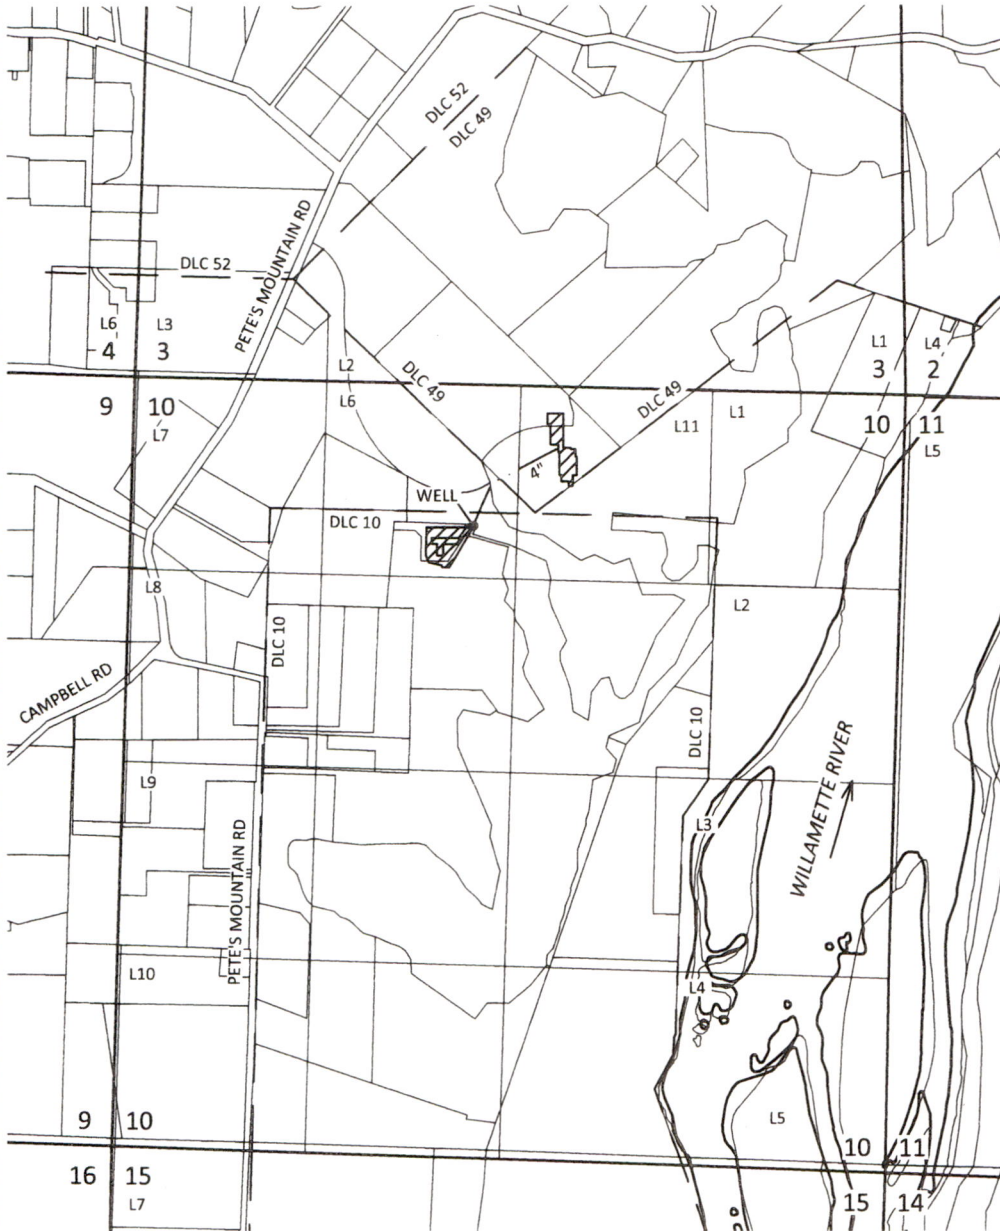 DLC 52
DLC 49
PETE'S MOUNTAIN RD
DLC 52
L6
L3
4
3
L1
L4
3
2
L2
DLC 49
DLC 49
L6
9
10
L7
L11
L1
10
11
L5
4"
WELL
DLC 10
L8
L2
DLC 10
CAMPBELL RD
DLC 10
L9
L3
WILLAMETTE RIVER
PETE'S MOUNTAIN RD
L10
L4
L5
9
10
10
11
16
15
L7
15
14